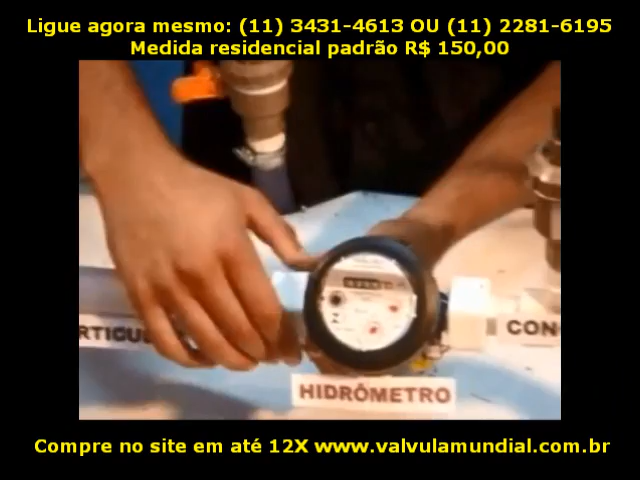 Ligue agora mesmo: (11) 3431-4613 OU (11) 2281-6195
Medida residencial padrão R$ 150,00
HIDRÔMETRO
Compre no site em até 12X www.valvulamundial.com.br